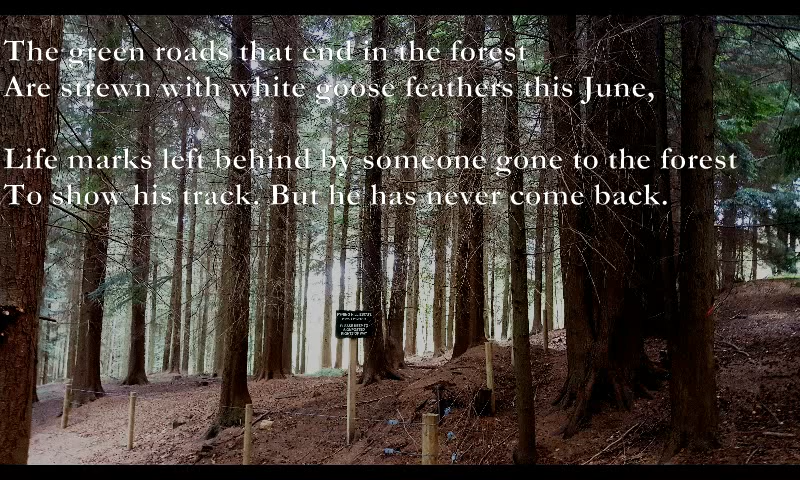 The green roads that end in the forest
Are strewn with white goose feathers this June,
Life marks left behind by someone gone to the forest
To show his track. But he has never come back.